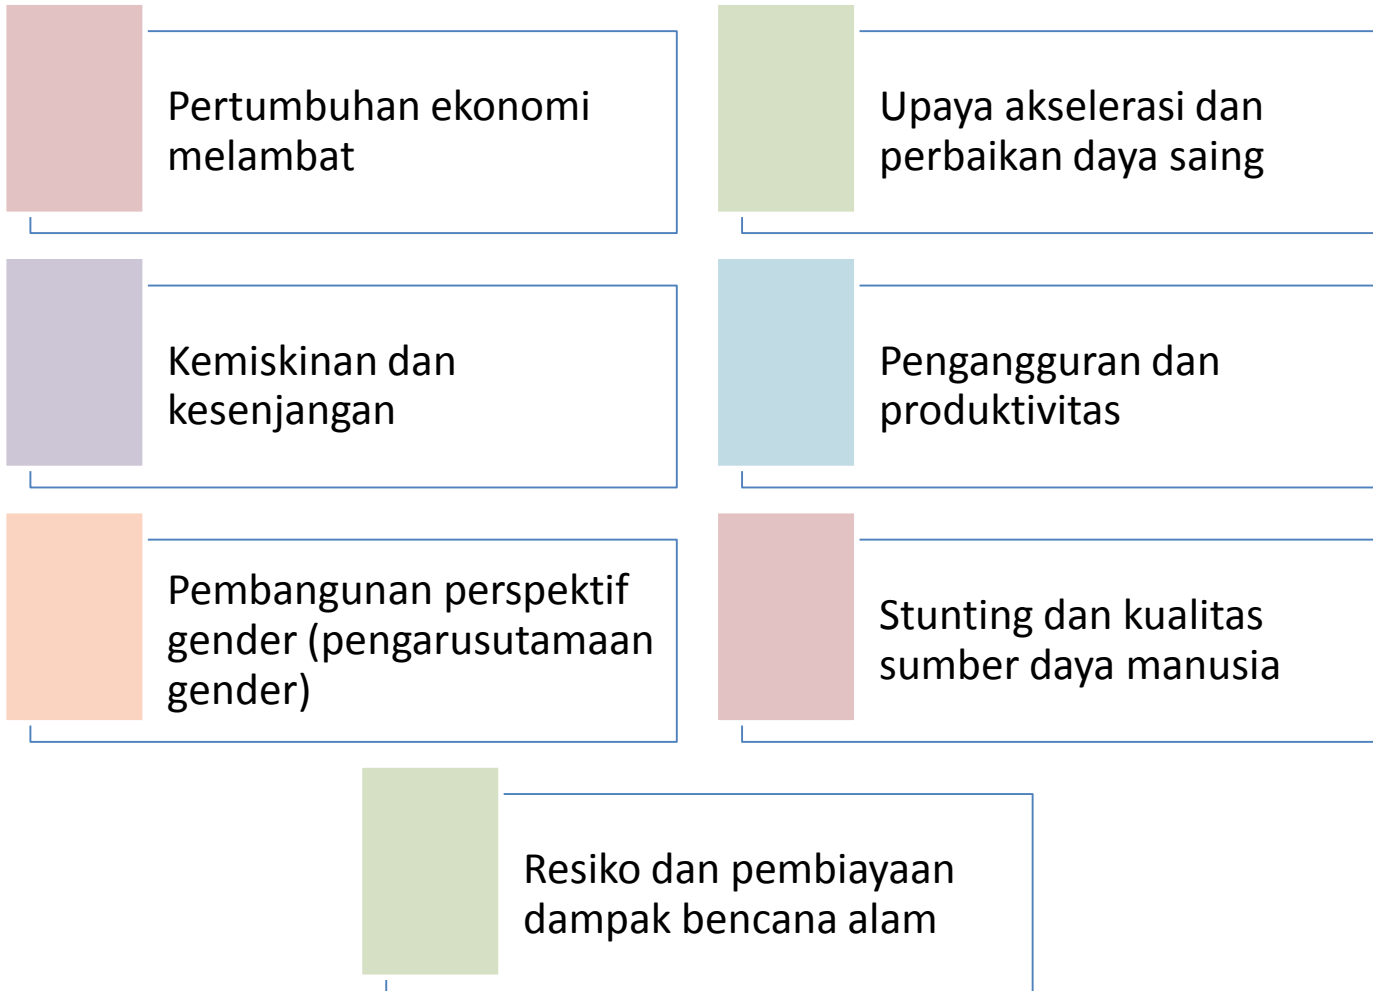 Pertumbuhan ekonomi
melambat
Upaya akselerasi dan
perbaikan daya saing
Kemiskinan dan
kesenjangan
Pengangguran dan
produktivitas
Pembangunan perspektif
gender (pengarusutamaan
gender)
Stunting dan kualitas
sumber daya manusia
Resiko dan pembiayaan
dampak bencana alam